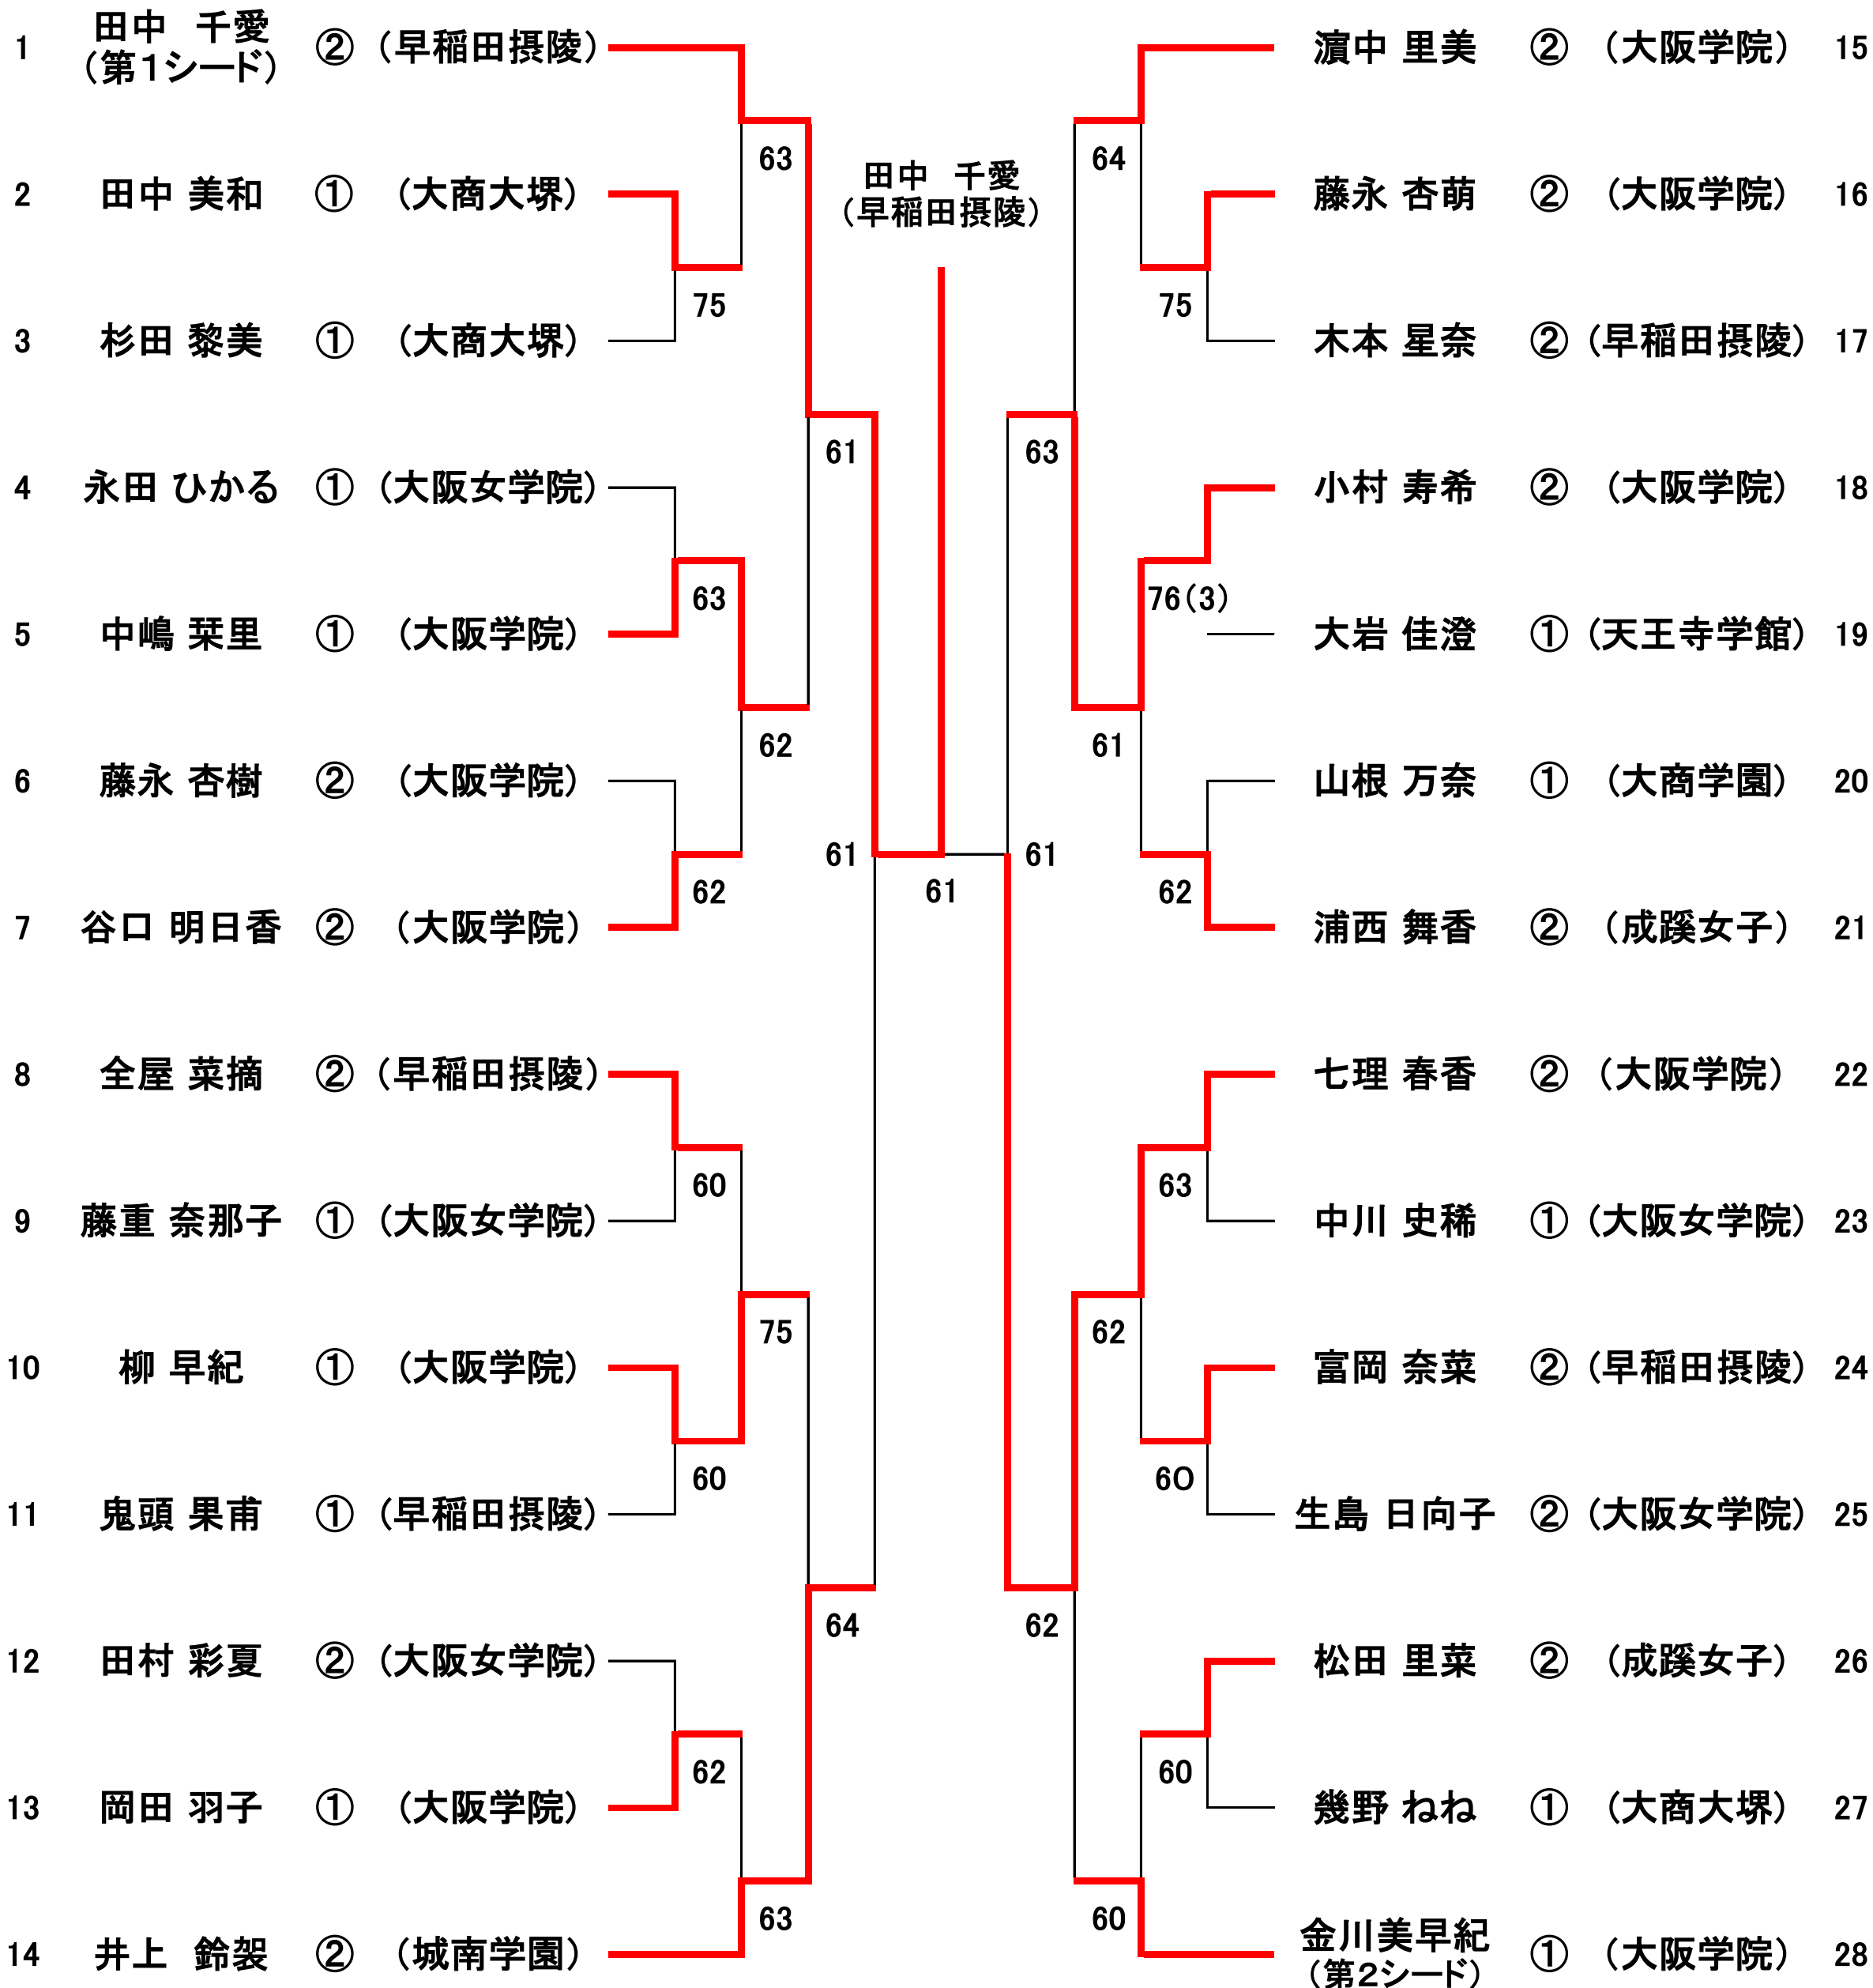 1 田中 千愛 (第1シード) ② (早稲田摂陵)
2 田中 美和 ① (大商大堺)
3 杉田 黎美 ① (大商大堺)
4 永田 ひかる ① (大阪女学院)
5 中嶋 栞里 ① (大阪学院)
6 藤永 杏樹 ② (大阪学院)
7 谷口 明日香 ② (大阪学院)
8 全屋 菜摘 ② (早稲田摂陵)
9 藤重 奈那子 ① (大阪女学院)
10 柳 早紀 ① (大阪学院)
11 鬼頭 果甫 ① (早稲田摂陵)
12 田村 彩夏 ② (大阪女学院)
13 岡田 羽子 ① (大阪学院)
14 井上 鈴袈 ② (城南学園)
63
75
61
63
62
62
61
60
75
60
64
62
63
田中 千愛
(早稲田摂陵)
61
64
75
63
76(3)
61
61
62
63
62
6O
62
60
60
濵中 里美 ② (大阪学院) 15
藤永 杏萌 ② (大阪学院) 16
木本 星奈 ② (早稲田摂陵) 17
小村 寿希 ② (大阪学院) 18
大岩 佳澄 ① (天王寺学館) 19
山根 万奈 ① (大商学園) 20
浦西 舞香 ② (成蹊女子) 21
七理 春香 ② (大阪学院) 22
中川 史稀 ① (大阪女学院) 23
富岡 奈菜 ② (早稲田摂陵) 24
生島 日向子 ② (大阪女学院) 25
松田 里菜 ② (成蹊女子) 26
幾野 ねね ① (大商大堺) 27
金川美早紀 (第2シード) ① (大阪学院) 28